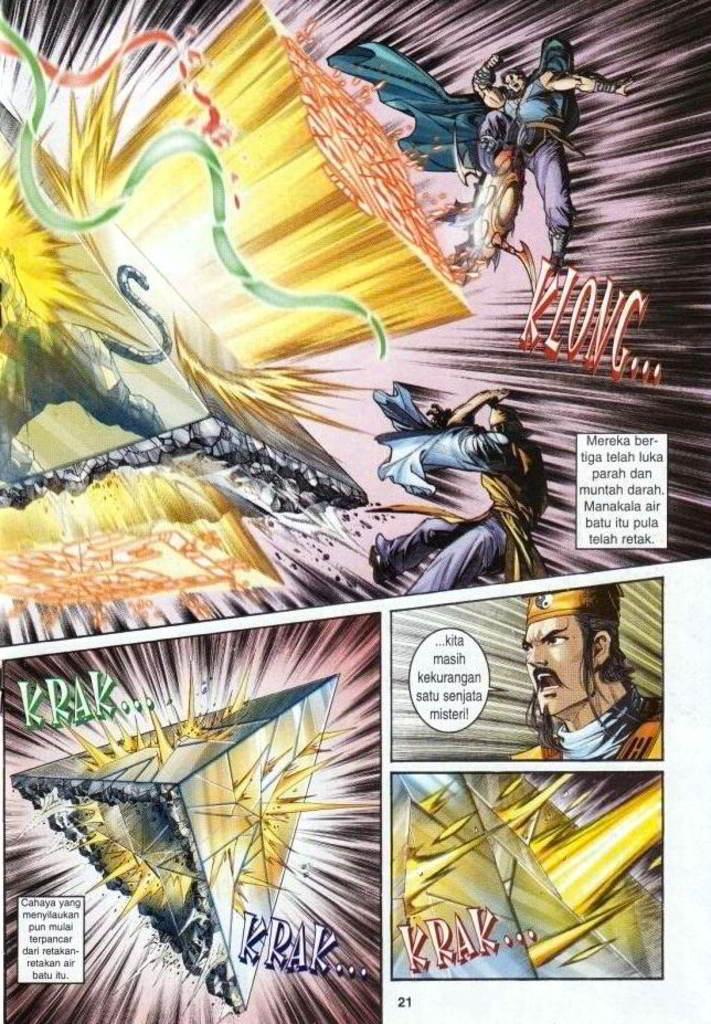 KLONG...
Mereka ber-
tiga telah luka
parah dan
muntah darah.
Manakala air
batu itu pula
telah retak.
KRAK...
KRAK...
Cahaya yang
menyilaukan
pun mulai
terpancar
dari retakan-
retakan air
batu itu.
...kita
masih
kekurangan
satu senjata
misteri!
KRAK...
21